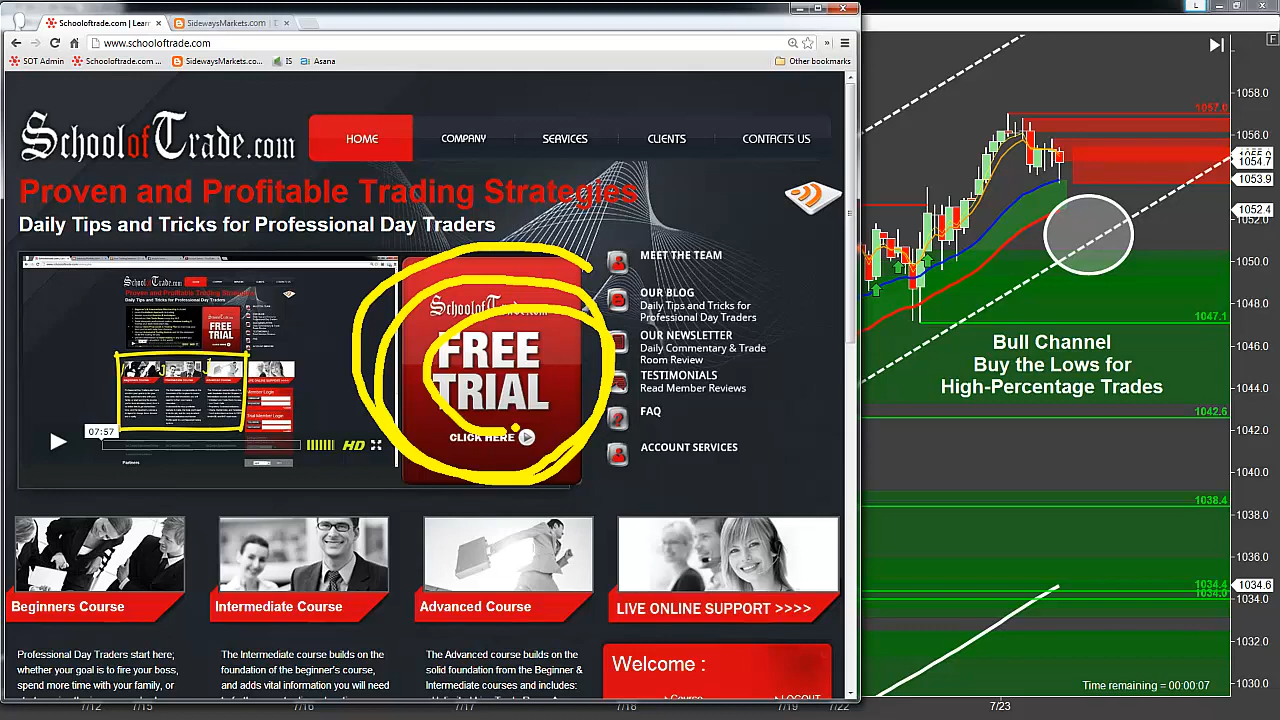 Schooloftrade.com | Learn
SidewaysMarkets.com | D
www.schooloftrade.com
SOT Admin
Schooloftrade.com ...
SidewaysMarkets.co...
IS
Asana
Other bookmarks
SchoolofTrade.com
HOME
COMPANY
SERVICES
CLIENTS
CONTACTS US
Proven and Profitable Trading Strategies
Daily Tips and Tricks for Professional Day Traders
07:57
HD
SchoolofTrade.com
FREE
TRIAL
CLICK HERE
MEET THE TEAM
OUR BLOG
Daily Tips and Tricks for
Professional Day Traders
OUR NEWSLETTER
Daily Commentary & Trade
Room Review
TESTIMONIALS
Read Member Reviews
FAQ
ACCOUNT SERVICES
Beginners Course
Intermediate Course
Advanced Course
LIVE ONLINE SUPPORT >>>>
Professional Day Traders start here;
whether your goal is to fire your boss,
spend more time with your family, or
The Intermediate course builds on the
foundation of the beginner's course,
and adds vital information you will need
The Advanced course builds on the
solid foundation from the Beginner &
Intermediate courses and includes:
Welcome :
LOGOUT
L
F
1057.0
1047.1
1042.6
1038.4
1034.4
1034.0
Bull Channel
Buy the Lows for
High-Percentage Trades
Time remaining = 00:00:07
1058.0
1056.0
1054.7
1053.9
1052.4
1050.0
1048.0
1046.0
1044.0
1042.0
1040.0
1038.0
1036.0
1034.6
1034.0
1032.0
1030.0
7/12
7/15
7/16
7/17
7/18
7/19
7/22
7/23